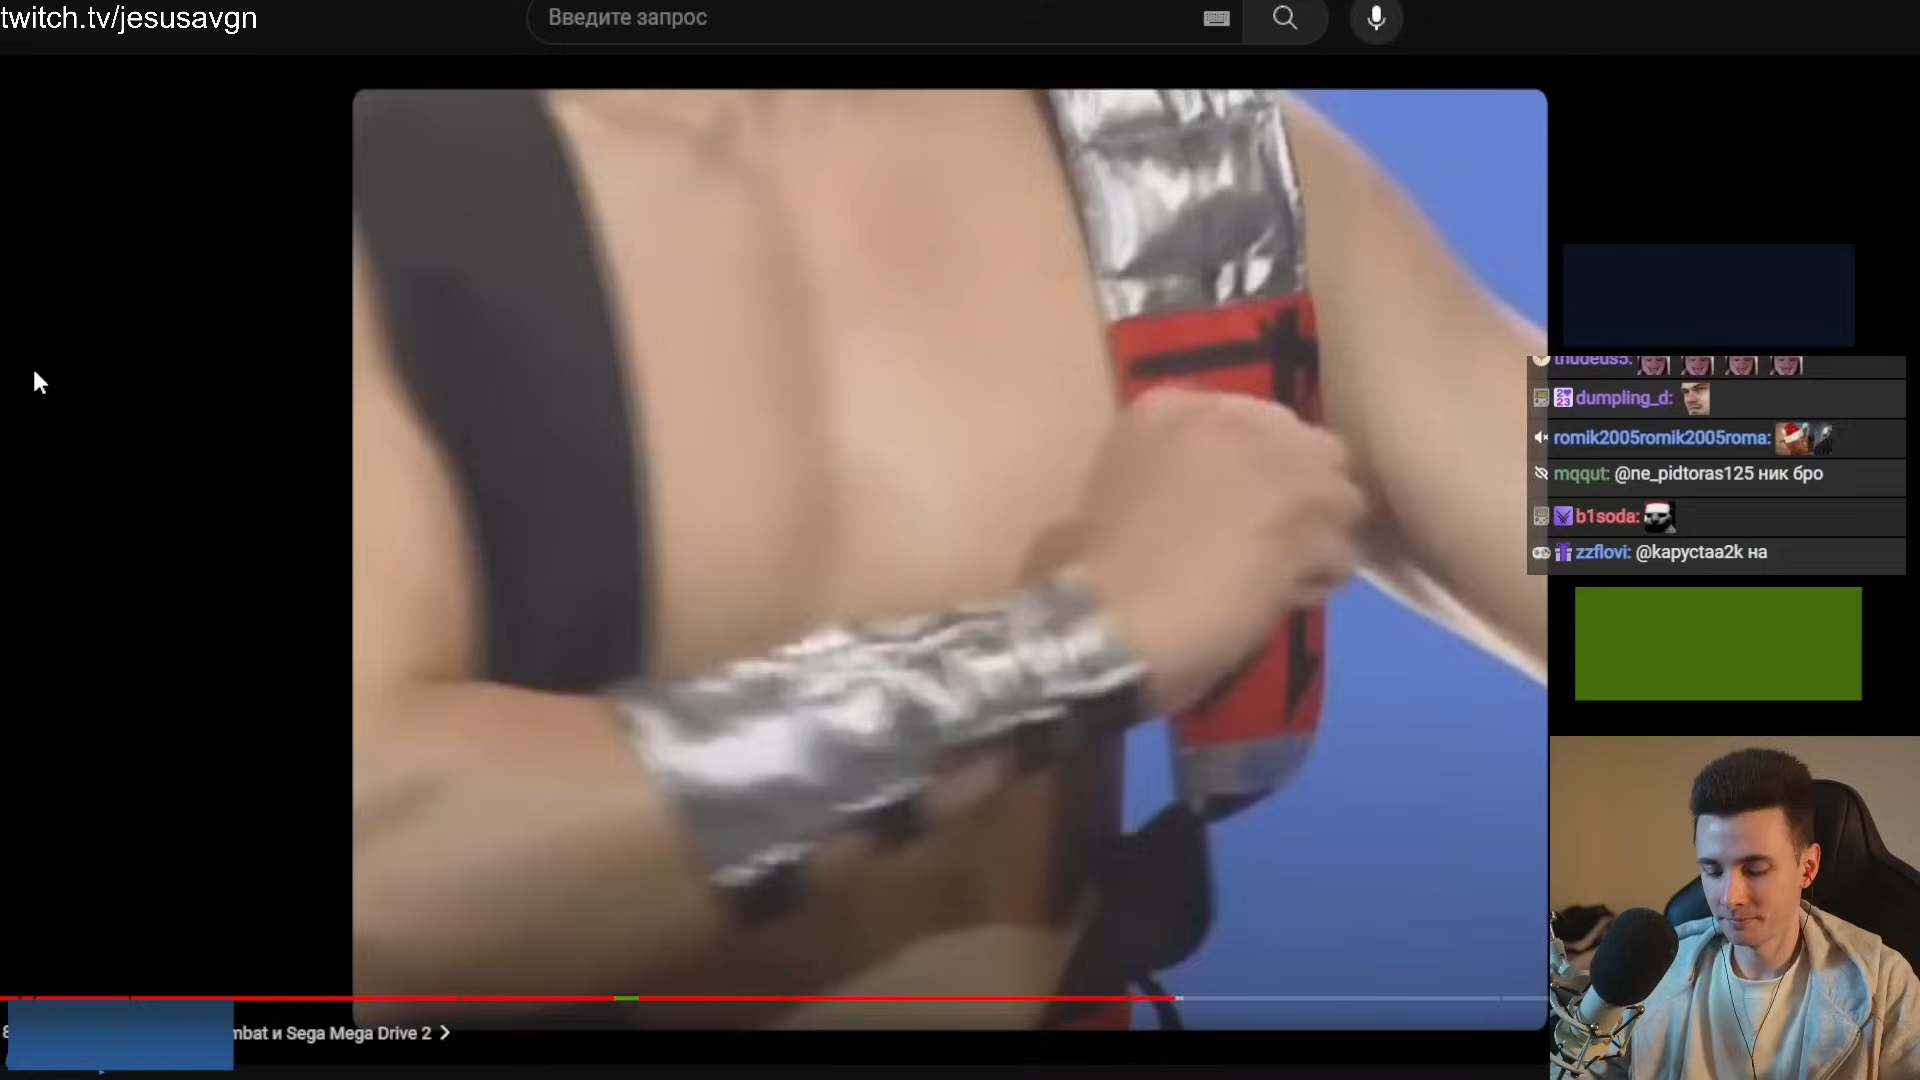 twitch.tv/jesusavgn
Введите запрос
thudeus5:
dumpling_d:
romik2005romik2005roma:
mqqut: @ne_pidtoras125 ник бро
b1soda:
zzflovi: @kapyctaa2k на
mbat и Sega Mega Drive 2